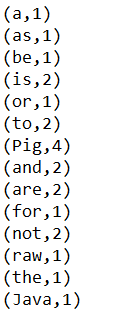 (a,1)
(as,1)
(be,1)
(is,2)
(or,1)
(to,2)
(Pig,4)
(and,2)
(are,2)
(for,1)
(not,2)
(raw,1)
(the,1)
(Java,1)